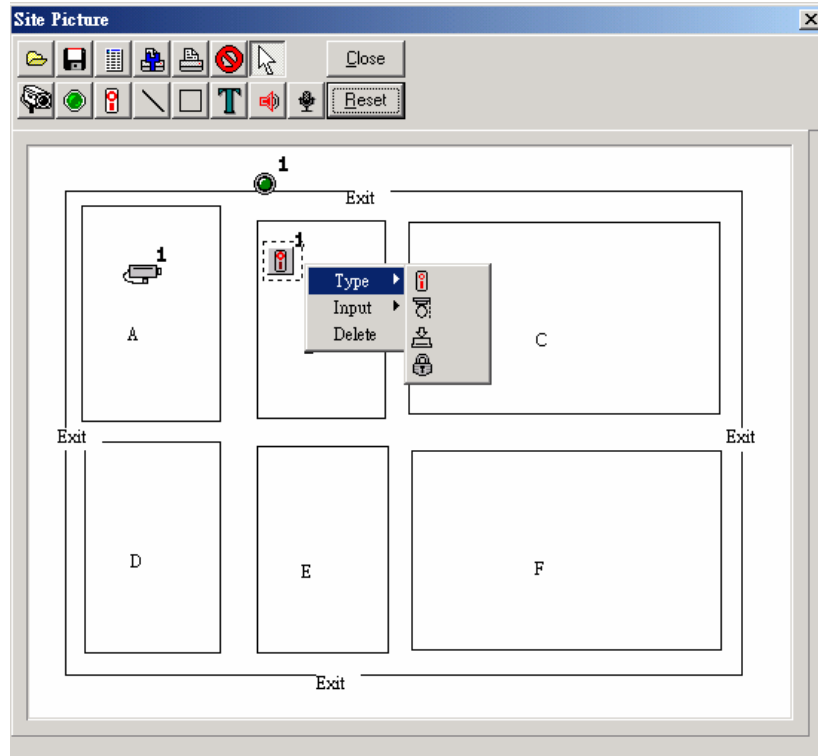 Site Picture
Close
T
Reset
1
Exit
1
1
Type
Input
Delete
A
C
Exit
Exit
D
E
F
Exit